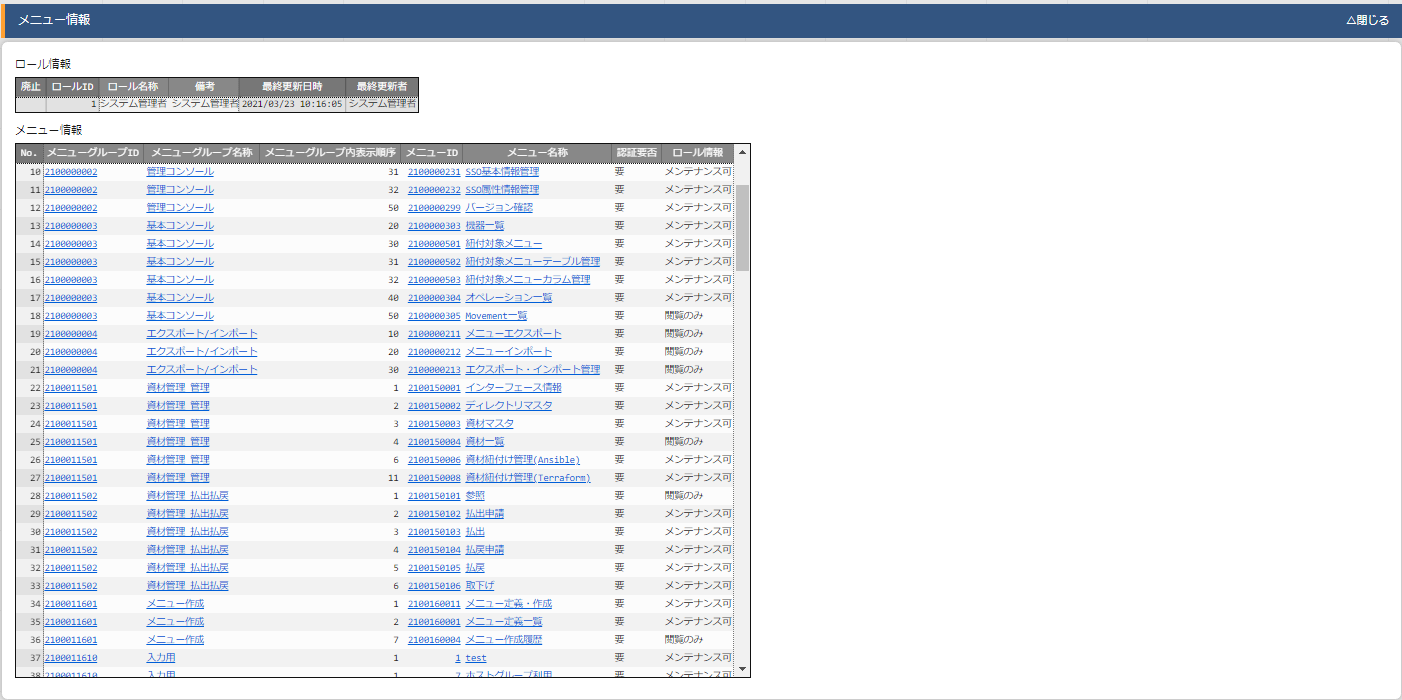 メニュー情報 △閉じる
ロール情報
廃止 ロールID ロール名称 備考 最終更新日時 最終更新者
1 システム管理者 システム管理者 2021/03/23 10:16:05 システム管理者
メニュー情報
No. メニューグループID メニューグループ名称 メニューグループ内表示順序 メニューID メニュー名称 認証要否 ロール情報
10 2100000002 管理コンソール 31 2100000231 SSO基本情報管理 要 メンテナンス可
11 2100000002 管理コンソール 32 2100000232 SSO属性情報管理 要 メンテナンス可
12 2100000002 管理コンソール 50 2100000299 バージョン確認 要 メンテナンス可
13 2100000003 基本コンソール 20 2100000303 機器一覧 要 メンテナンス可
14 2100000003 基本コンソール 30 2100000501 紐付対象メニュー 要 メンテナンス可
15 2100000003 基本コンソール 31 2100000502 紐付対象メニューテーブル管理 要 メンテナンス可
16 2100000003 基本コンソール 32 2100000503 紐付対象メニューカラム管理 要 メンテナンス可
17 2100000003 基本コンソール 40 2100000304 オペレーション一覧 要 メンテナンス可
18 2100000003 基本コンソール 50 2100000305 Movement一覧 要 閲覧のみ
19 2100000004 エクスポート/インポート 10 2100000211 メニューエクスポート 要 閲覧のみ
20 2100000004 エクスポート/インポート 20 2100000212 メニューインポート 要 閲覧のみ
21 2100000004 エクスポート/インポート 30 2100000213 エクスポート・インポート管理 要 閲覧のみ
22 2100011501 資材管理 管理 1 2100150001 インターフェース情報 要 メンテナンス可
23 2100011501 資材管理 管理 2 2100150002 ディレクトリマスタ 要 メンテナンス可
24 2100011501 資材管理 管理 3 2100150003 資材マスタ 要 メンテナンス可
25 2100011501 資材管理 管理 4 2100150004 資材一覧 要 閲覧のみ
26 2100011501 資材管理 管理 6 2100150006 資材紐付け管理(Ansible) 要 メンテナンス可
27 2100011501 資材管理 管理 11 2100150008 資材紐付け管理(Terraform) 要 メンテナンス可
28 2100011502 資材管理 払出払戻 1 2100150101 参照 要 閲覧のみ
29 2100011502 資材管理 払出払戻 2 2100150102 払出申請 要 メンテナンス可
30 2100011502 資材管理 払出払戻 3 2100150103 払出 要 メンテナンス可
31 2100011502 資材管理 払出払戻 4 2100150104 払戻申請 要 メンテナンス可
32 2100011502 資材管理 払出払戻 5 2100150105 払戻 要 メンテナンス可
33 2100011502 資材管理 払出払戻 6 2100150106 取下げ 要 メンテナンス可
34 2100011601 メニュー作成 1 2100160011 メニュー定義・作成 要 メンテナンス可
35 2100011601 メニュー作成 2 2100160001 メニュー定義一覧 要 メンテナンス可
36 2100011601 メニュー作成 7 2100160004 メニュー作成履歴 要 閲覧のみ
37 2100011610 入力用 1 1 test 要 メンテナンス可
38 2100011610 入力用 1 7 ホストグループ利用 要 メンテナンス可